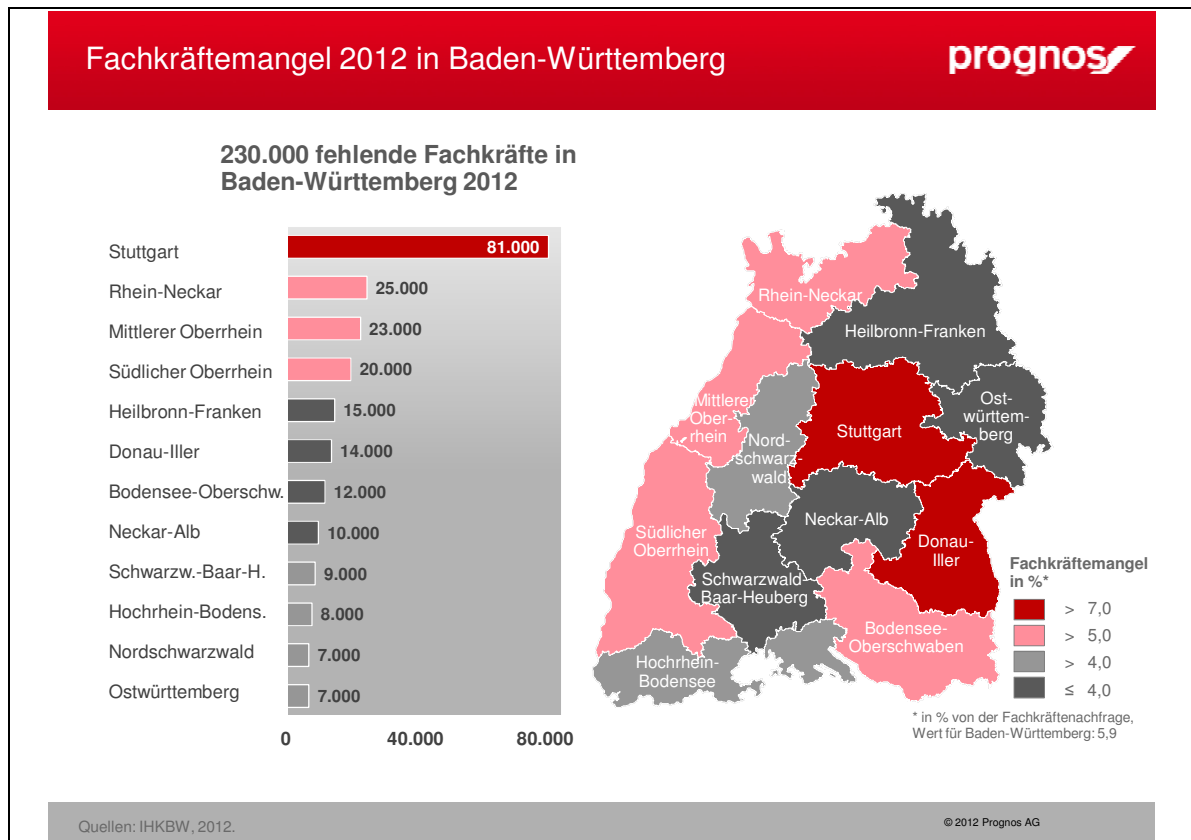 Fachkräftemangel 2012 in Baden-Württemberg
prognos
230.000 fehlende Fachkräfte in
Baden-Württemberg 2012
Stuttgart 81.000
Rhein-Neckar 25.000
Mittlerer Oberrhein 23.000
Südlicher Oberrhein 20.000
Heilbronn-Franken 15.000
Donau-Iller 14.000
Bodensee-Oberschw. 12.000
Neckar-Alb 10.000
Schwarzw.-Baar-H. 9.000
Hochrhein-Bodens. 8.000
Nordschwarzwald 7.000
Ostwürttemberg 7.000
0 40.000 80.000
Rhein-Neckar
Heilbronn-Franken
Mittlerer
Ober-
rhein
Ost-
württem-
berg
Stuttgart
Nord-
schwarz-
wald
Neckar-Alb
Südlicher
Oberrhein
Donau-
Iller
Schwarzwald-
Baar-Heuberg
Bodensee-
Oberschwaben
Hochrhein-
Bodensee
Fachkräftemangel
in %*
> 7,0
> 5,0
> 4,0
≤ 4,0
* in % von der Fachkräftenachfrage,
Wert für Baden-Württemberg: 5,9
Quellen: IHKBW, 2012.
© 2012 Prognos AG